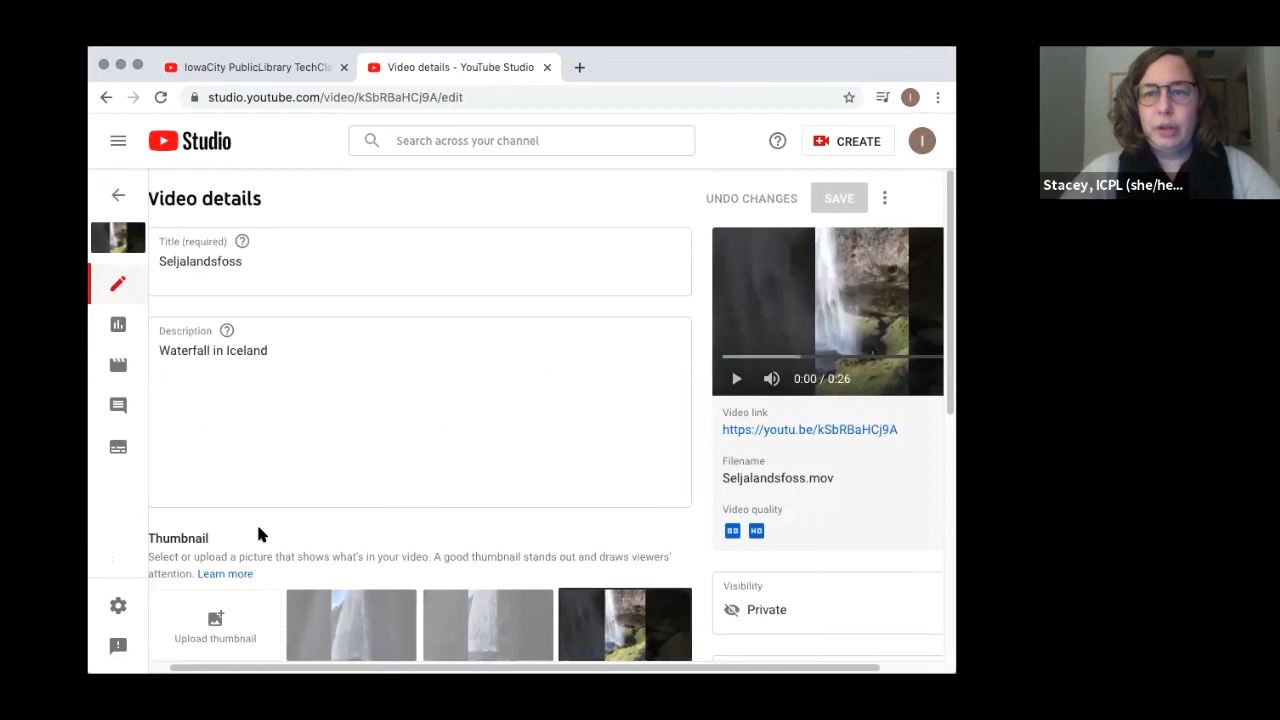 IowaCity PublicLibrary TechCla
Video details - YouTube Studio
studio.youtube.com/video/kSbRBaHCj9A/edit
Studio
Search across your channel
CREATE
I
Stacey, ICPL (she/he...
Video details
UNDO CHANGES
SAVE
Title (required)
Seljalandsfoss
Description
Waterfall in Iceland
0:00 / 0:26
Video link
https://youtu.be/kSbRBaHCj9A
Filename
Seljalandsfoss.mov
Video quality
SD HD
Thumbnail
Select or upload a picture that shows what's in your video. A good thumbnail stands out and draws viewers'
attention. Learn more
Upload thumbnail
Visibility
Private